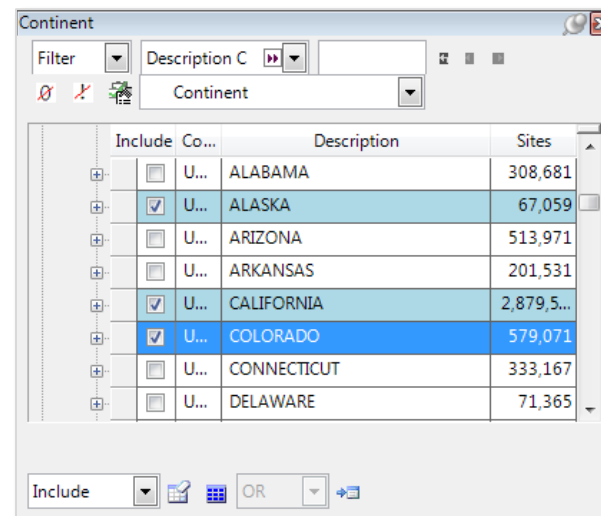 Continent
Filter Description C
Continent
Include Co... Description Sites
U... ALABAMA 308,681
U... ALASKA 67,059
U... ARIZONA 513,971
U... ARKANSAS 201,531
U... CALIFORNIA 2,879,5...
U... COLORADO 579,071
U... CONNECTICUT 333,167
U... DELAWARE 71,365
Include OR